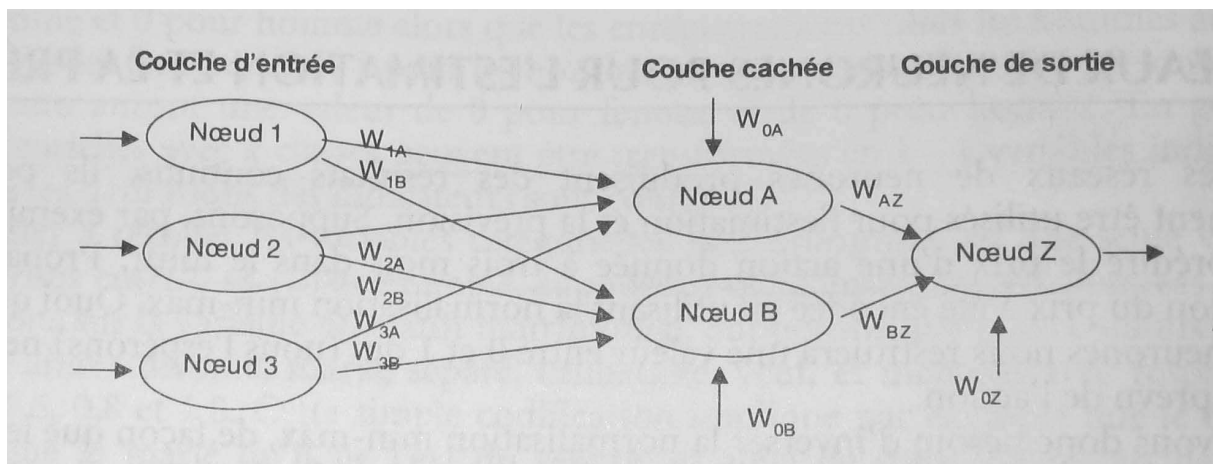 Couche d'entrée
Couche cachée
Couche de sortie
Nœud 1
W1A
W1B
W0A
Nœud A
WAZ
Nœud 2
W2A
W2B
Nœud Z
Nœud B
WBZ
W3A
W3B
Nœud 3
W0Z
W0B